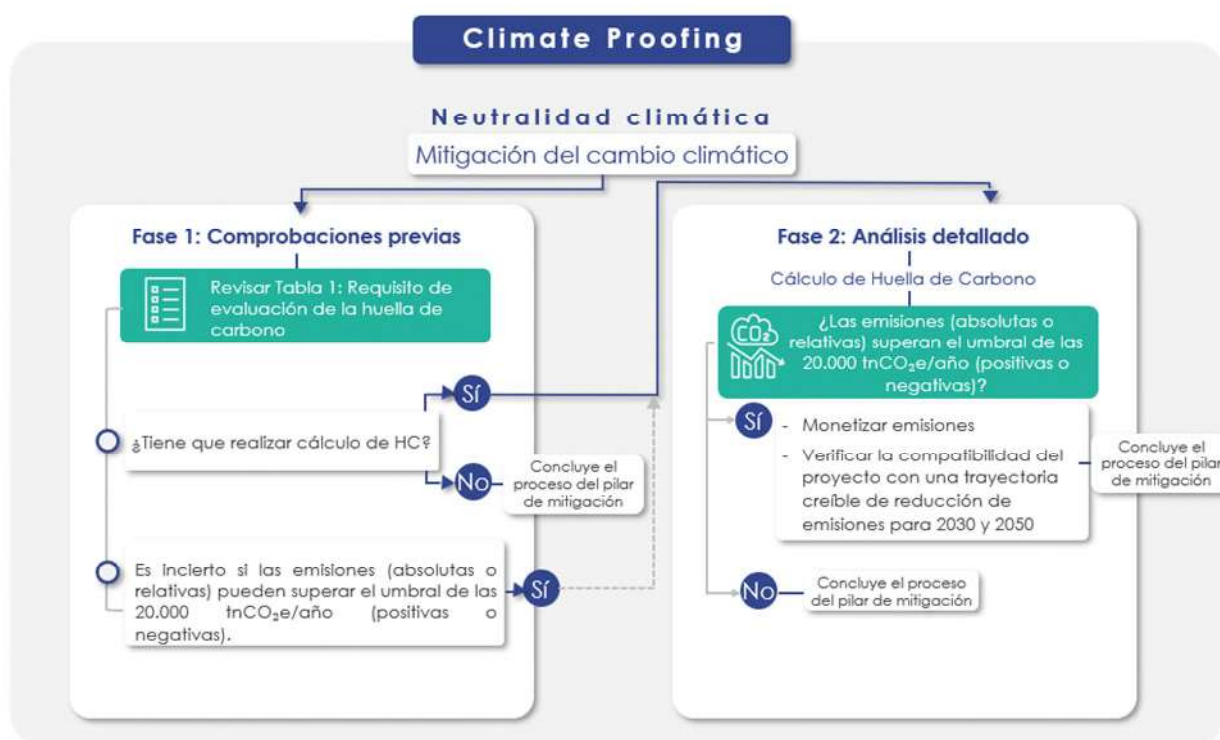 Climate Proofing
Neutralidad climática
Mitigación del cambio climático
Fase 1: Comprobaciones previas
Revisar Tabla 1: Requisito de
evaluación de la huella de
carbono
¿Tiene que realizar cálculo de HC?
Sí
No
Concluye el
proceso del pilar
de mitigación
Es incierto si las emisiones (absolutas o
relativas) pueden superar el umbral de las
20.000 tnCO₂e/año (positivas o
negativas).
Sí
Fase 2: Análisis detallado
Cálculo de Huella de Carbono
CO₂
¿Las emisiones (absolutas o
relativas) superan el umbral de las
20.000 tnCO₂e/año (positivas o
negativas)?
Sí
- Monetizar emisiones
- Verificar la compatibilidad del
proyecto con una trayectoria
creíble de reducción de
emisiones para 2030 y 2050
Concluye el
proceso del pilar
de mitigación
No
Concluye el proceso
del pilar de mitigación